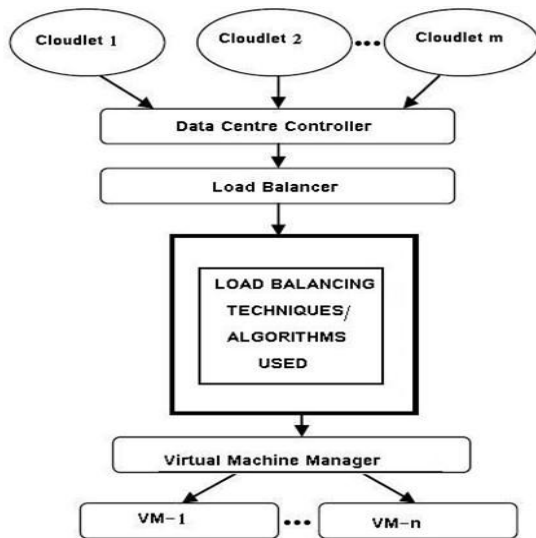 Cloudlet 1
Cloudlet 2
Cloudlet m
Data Centre Controller
Load Balancer
LOAD BALANCING
TECHNIQUES/
ALGORITHMS
USED
Virtual Machine Manager
VM-1
VM-n